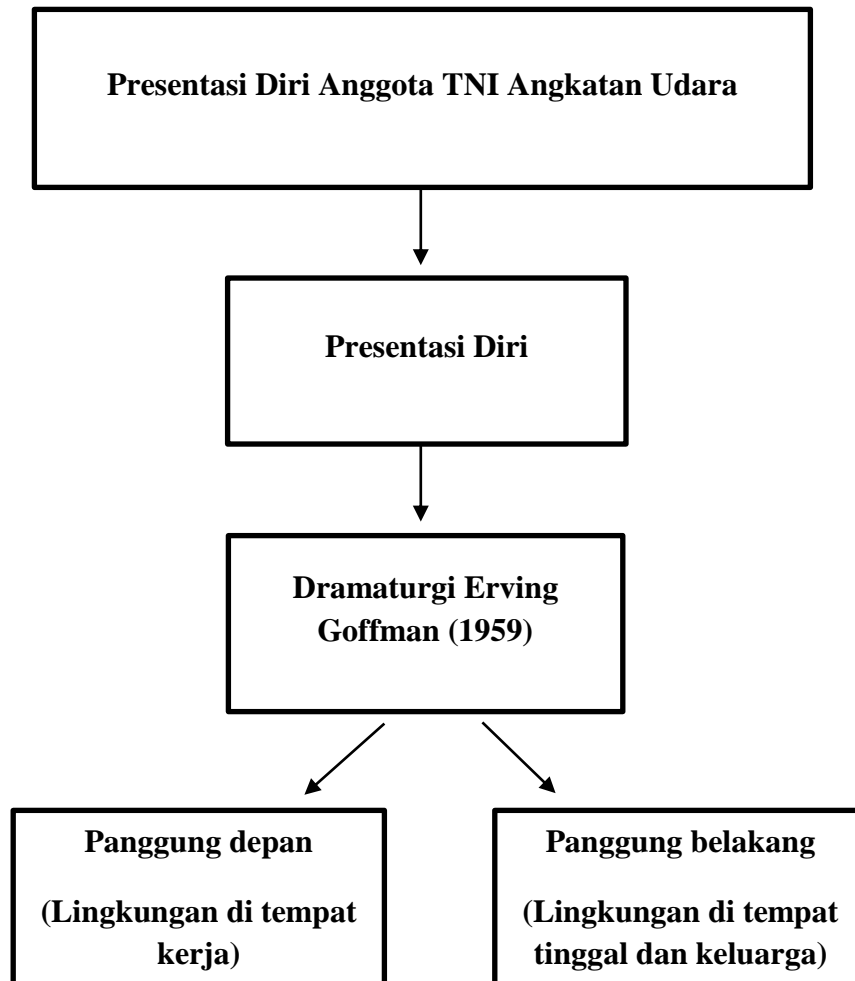 Presentasi Diri Anggota TNI Angkatan Udara
Presentasi Diri
Dramaturgi Erving
Goffman (1959)
Panggung depan
(Lingkungan di tempat
kerja)
Panggung belakang
(Lingkungan di tempat
tinggal dan keluarga)